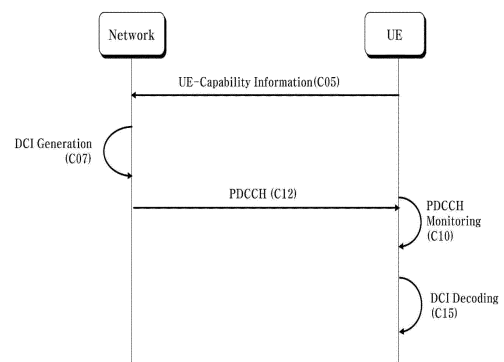 Network
UE
UE-Capability Information(C05)
DCI Generation
(C07)
PDCCH (C12)
PDCCH
Monitoring
(C10)
DCI Decoding
(C15)